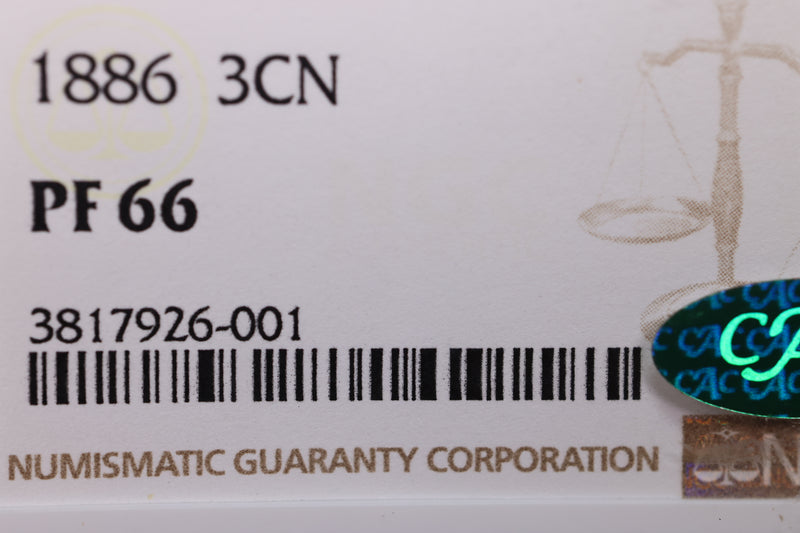 1886 3CN
PF 66
3817926-001
CAC
NUMISMATIC GUARANTY CORPORATION
N